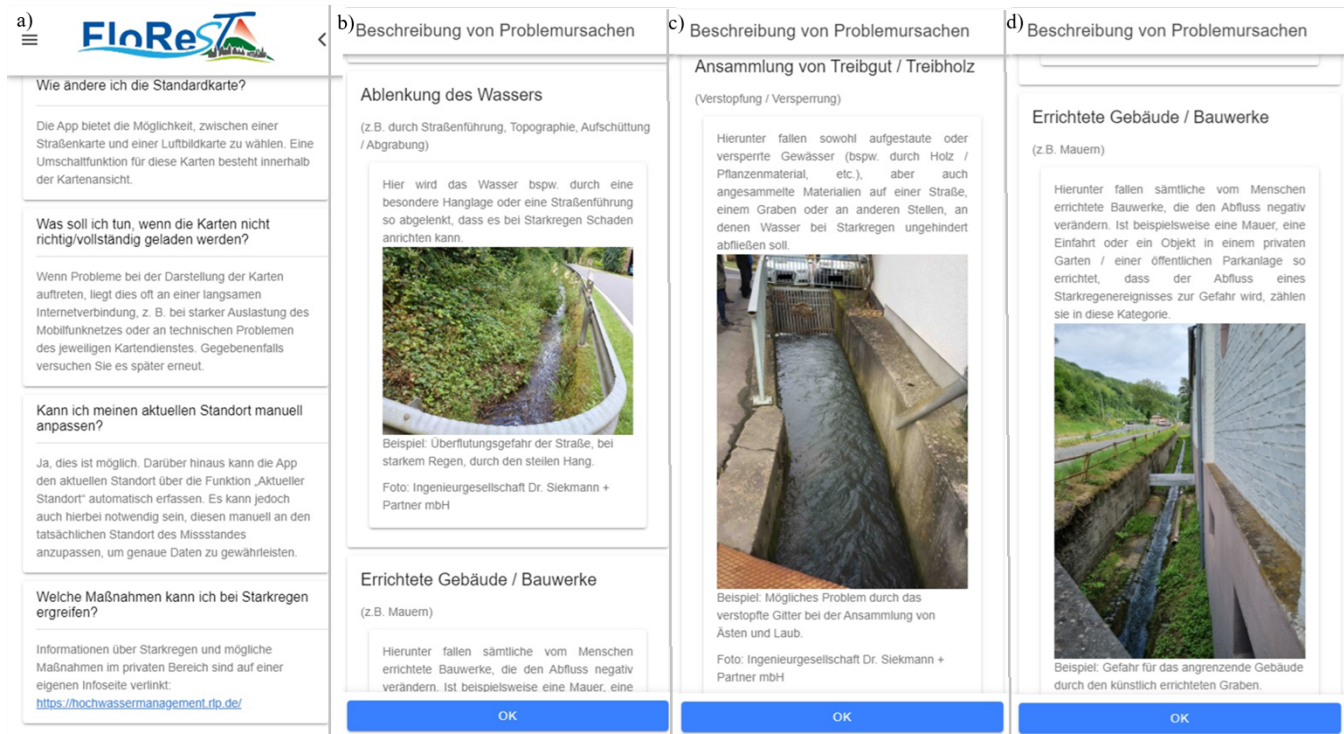 a)
FloReST
Wie ändere ich die Standardkarte?
Die App bietet die Möglichkeit, zwischen einer
Straßenkarte und einer Luftbildkarte zu wählen. Eine
Umschaltfunktion für diese Karten besteht innerhalb
der Kartenansicht.
Was soll ich tun, wenn die Karten nicht
richtig/vollständig geladen werden?
Wenn Probleme bei der Darstellung der Karten
auftreten, liegt dies oft an einer langsamen
Internetverbindung, z. B. bei starker Auslastung des
Mobilfunknetzes oder an technischen Problemen
des jeweiligen Kartendienstes. Gegebenenfalls
versuchen Sie es später erneut.
Kann ich meinen aktuellen Standort manuell
anpassen?
Ja, dies ist möglich. Darüber hinaus kann die App
den aktuellen Standort über die Funktion „Aktueller
Standort“ automatisch erfassen. Es kann jedoch
auch hierbei notwendig sein, diesen manuell an den
tatsächlichen Standort des Missstandes
anzupassen, um genaue Daten zu gewährleisten.
Welche Maßnahmen kann ich bei Starkregen
ergreifen?
Informationen über Starkregen und mögliche
Maßnahmen im privaten Bereich sind auf einer
eigenen Infoseite verlinkt:
https://hochwassermanagement.rlp.de/
b)
Beschreibung von Problemursachen
Ablenkung des Wassers
(z.B. durch Straßenführung, Topographie, Aufschüttung
/ Abgrabung)
Hier wird das Wasser bspw. durch eine
besondere Hanglage oder eine Straßenführung
so abgelenkt, dass es bei Starkregen Schaden
anrichten kann.
Beispiel: Überflutungsgefahr der Straße, bei
starkem Regen, durch den steilen Hang.
Foto: Ingenieurgesellschaft Dr. Siekmann +
Partner mbH
Errichtete Gebäude / Bauwerke
(z.B. Mauern)
Hierunter fallen sämtliche vom Menschen
errichtete Bauwerke, die den Abfluss negativ
verändern. Ist beispielsweise eine Mauer, eine
OK
c)
Beschreibung von Problemursachen
Ansammlung von Treibgut / Treibholz
(Verstopfung / Versperrung)
Hierunter fallen sowohl aufgestaute oder
versperrte Gewässer (bspw. durch Holz /
Pflanzenmaterial, etc.), aber auch
angesammelte Materialien auf einer Straße,
einem Graben oder an anderen Stellen, an
denen Wasser bei Starkregen ungehindert
abfließen soll.
Beispiel: Mögliches Problem durch das
verstopfte Gitter bei der Ansammlung von
Ästen und Laub.
Foto: Ingenieurgesellschaft Dr. Siekmann +
Partner mbH
OK
d)
Beschreibung von Problemursachen
Errichtete Gebäude / Bauwerke
(z.B. Mauern)
Hierunter fallen sämtliche vom Menschen
errichtete Bauwerke, die den Abfluss negativ
verändern. Ist beispielsweise eine Mauer, eine
Einfahrt oder ein Objekt in einem privaten
Garten / einer öffentlichen Parkanlage so
errichtet, dass der Abfluss eines
Starkregenereignisses zur Gefahr wird, zählen
sie in diese Kategorie.
Beispiel: Gefahr für das angrenzende Gebäude
durch den künstlich errichteten Graben.
OK